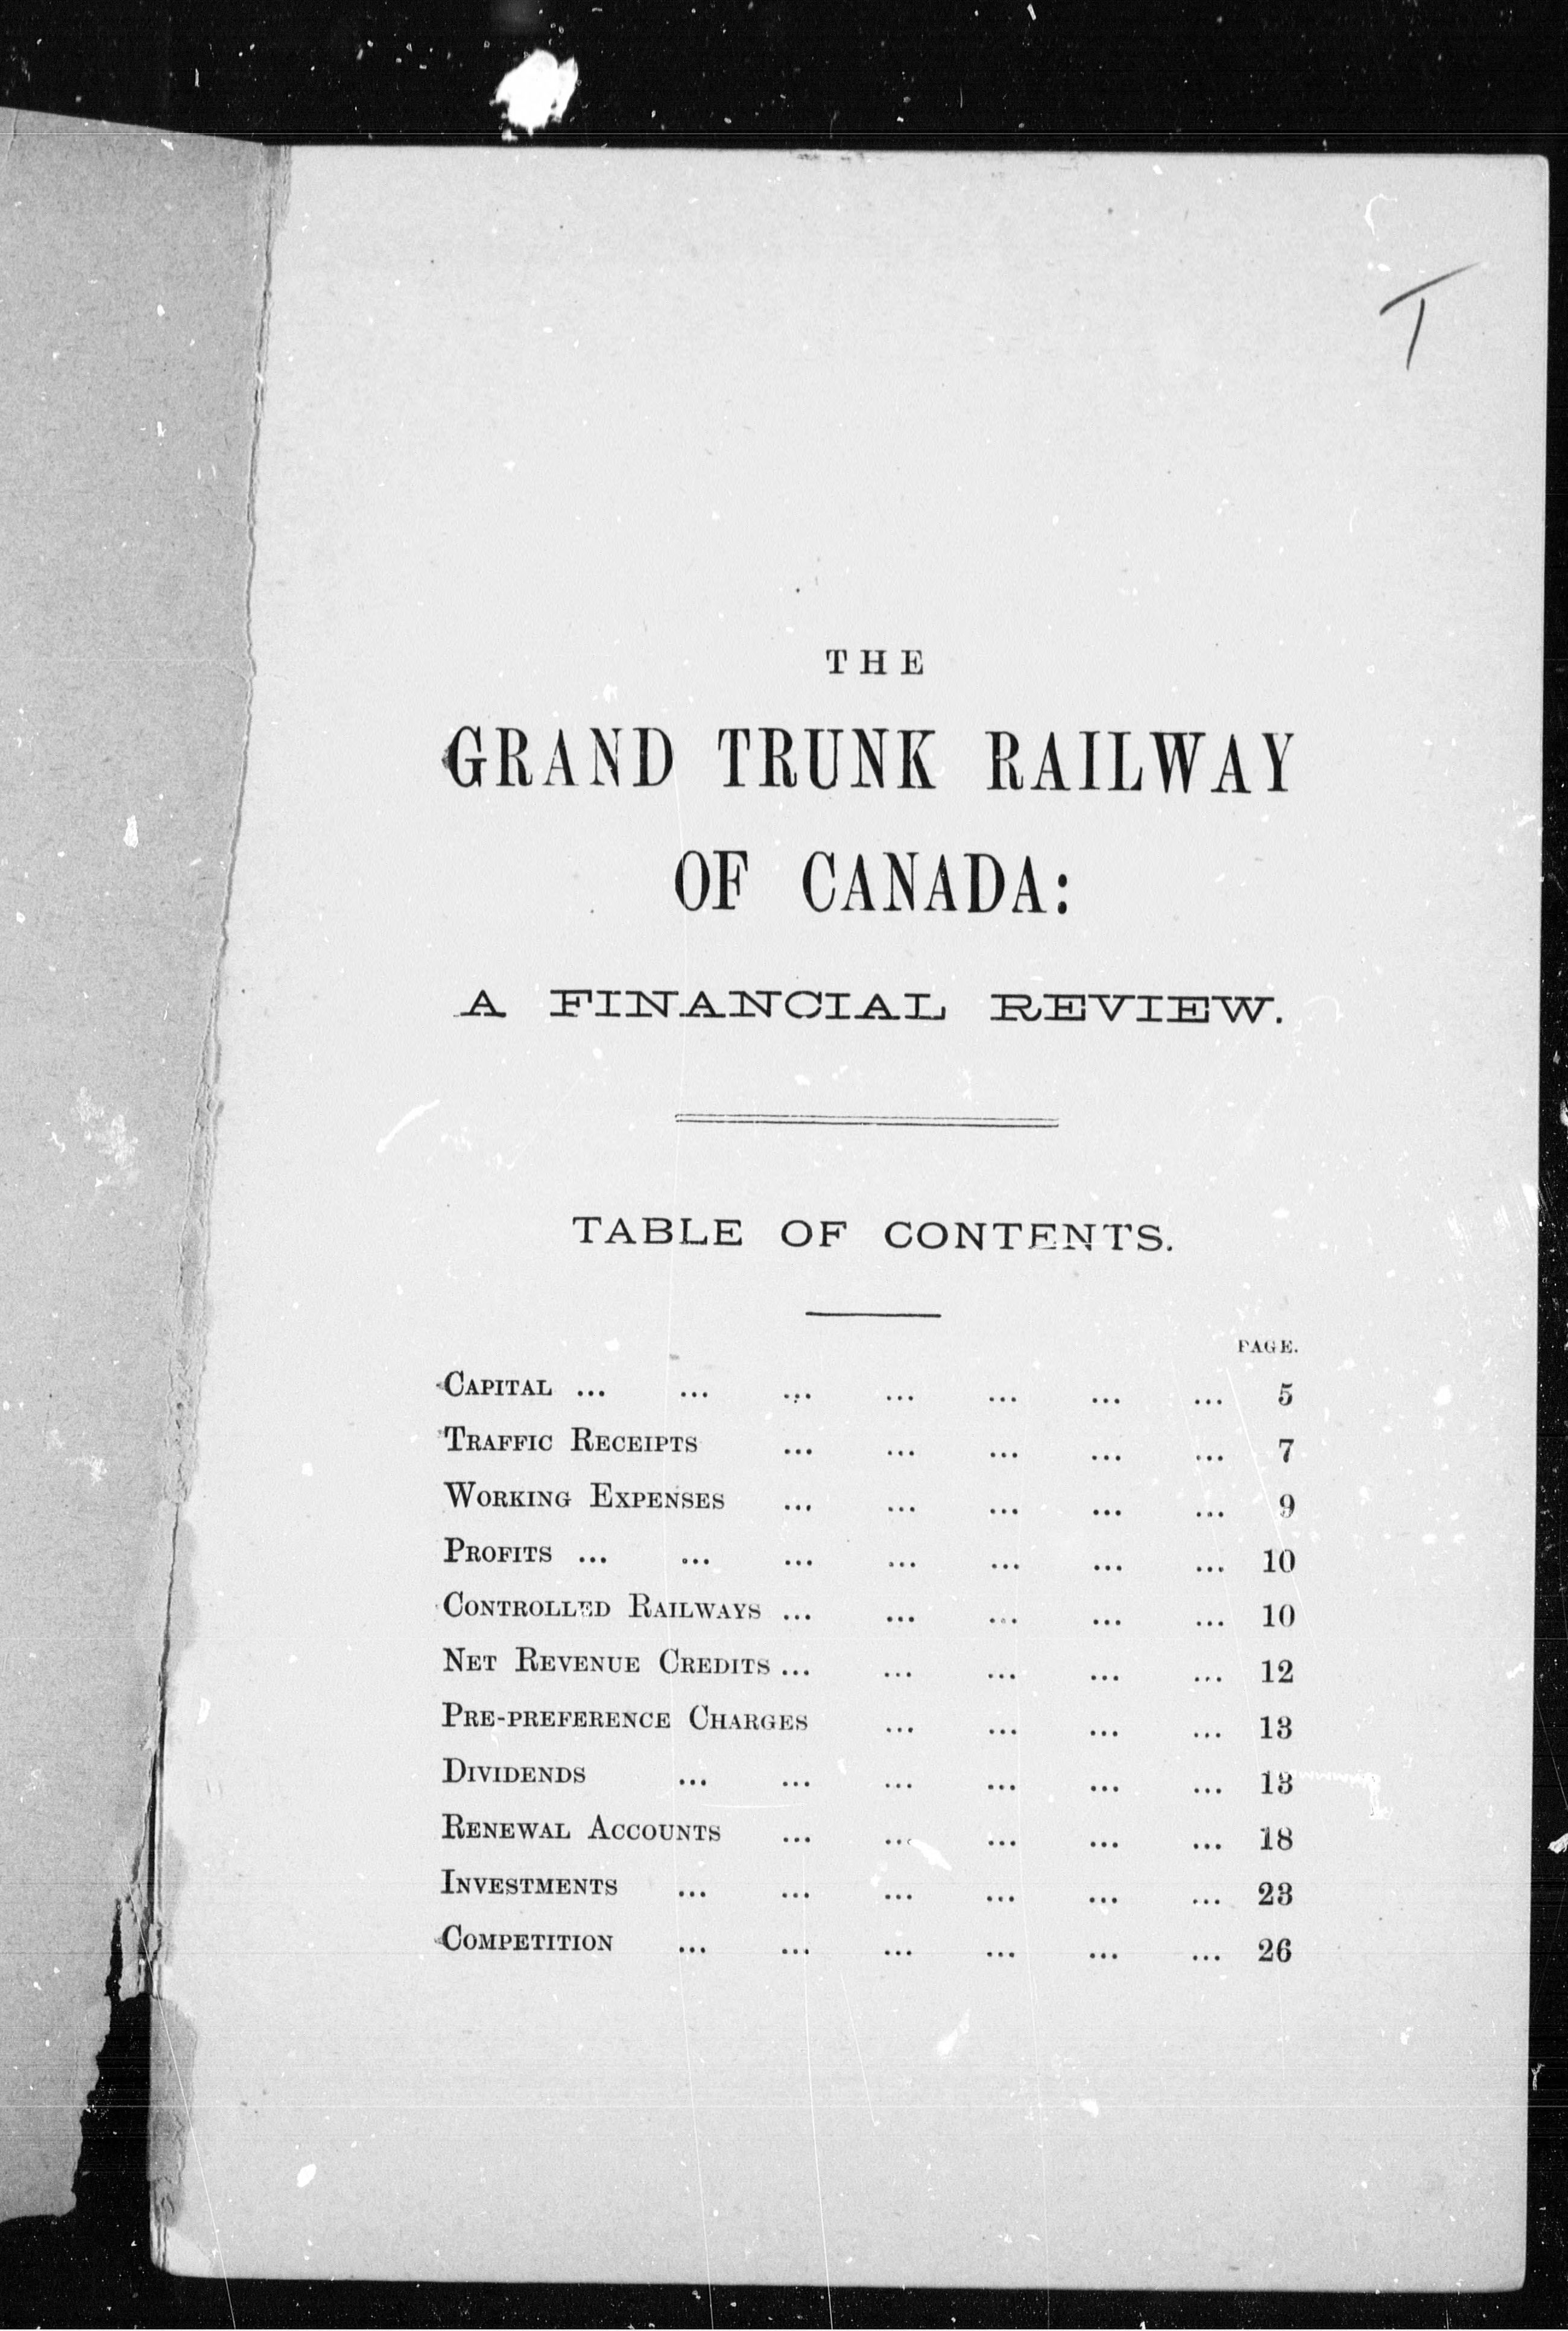 T
THE
GRAND TRUNK RAILWAY
OF CANADA:
A FINANCIAL REVIEW.
TABLE OF CONTENTS.
PAGE.
CAPITAL ... ... ... ... ... ... ... 5
TRAFFIC RECEIPTS ... ... ... ... ... 7
WORKING EXPENSES ... ... ... ... ... 9
PROFITS ... ... ... ... ... ... ... 10
CONTROLLED RAILWAYS ... ... ... ... ... 10
NET REVENUE CREDITS ... ... ... ... ... 12
PRE-PREFERENCE CHARGES ... ... ... ... 13
DIVIDENDS ... ... ... ... ... ... 13
RENEWAL ACCOUNTS ... ... ... ... ... 18
INVESTMENTS ... ... ... ... ... ... 23
COMPETITION ... ... ... ... ... ... 26